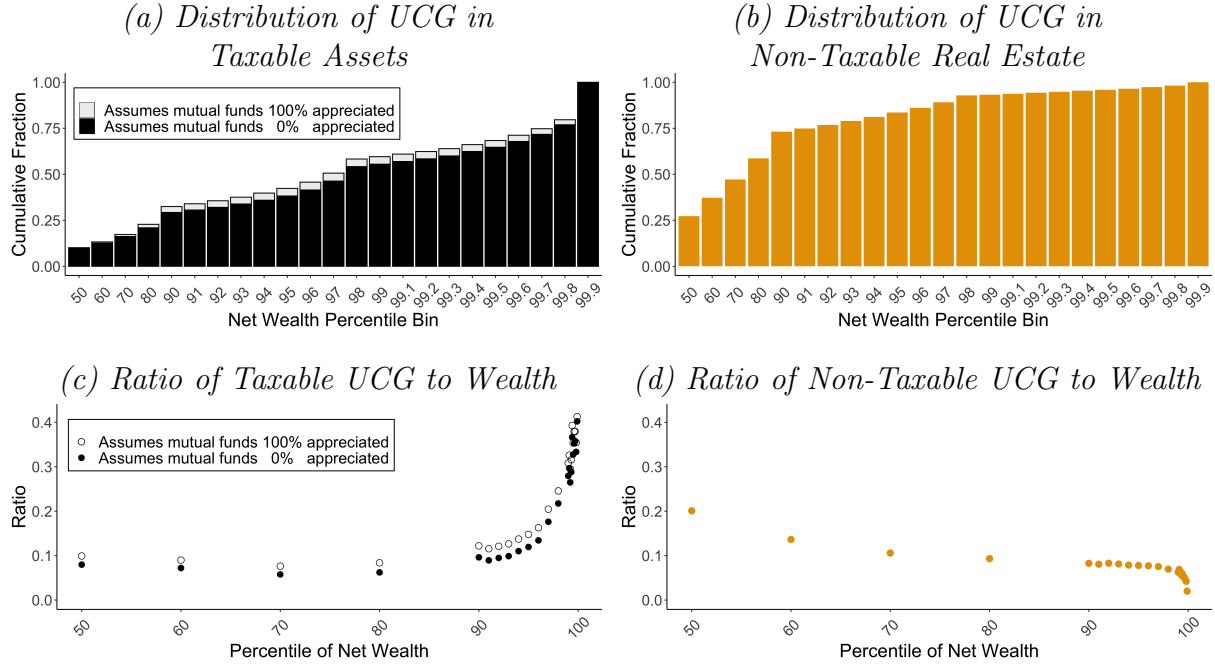 (a) Distribution of UCG in
Taxable Assets
1.00
0.75
0.50
0.25
0.00
Cumulative Fraction
Assumes mutual funds 100% appreciated
Assumes mutual funds 0% appreciated
50 60 70 80 90 91 92 93 94 95 96 97 98 99 99.1 99.2 99.3 99.4 99.5 99.6 99.7 99.8 99.9
Net Wealth Percentile Bin
(b) Distribution of UCG in
Non-Taxable Real Estate
1.00
0.75
0.50
0.25
0.00
Cumulative Fraction
50 60 70 80 90 91 92 93 94 95 96 97 98 99 99.1 99.2 99.3 99.4 99.5 99.6 99.7 99.8 99.9
Net Wealth Percentile Bin
(c) Ratio of Taxable UCG to Wealth
0.4
0.3
0.2
0.1
0.0
Ratio
Assumes mutual funds 100% appreciated
Assumes mutual funds 0% appreciated
50 60 70 80 90 100
Percentile of Net Wealth
(d) Ratio of Non-Taxable UCG to Wealth
0.4
0.3
0.2
0.1
0.0
Ratio
50 60 70 80 90 100
Percentile of Net Wealth